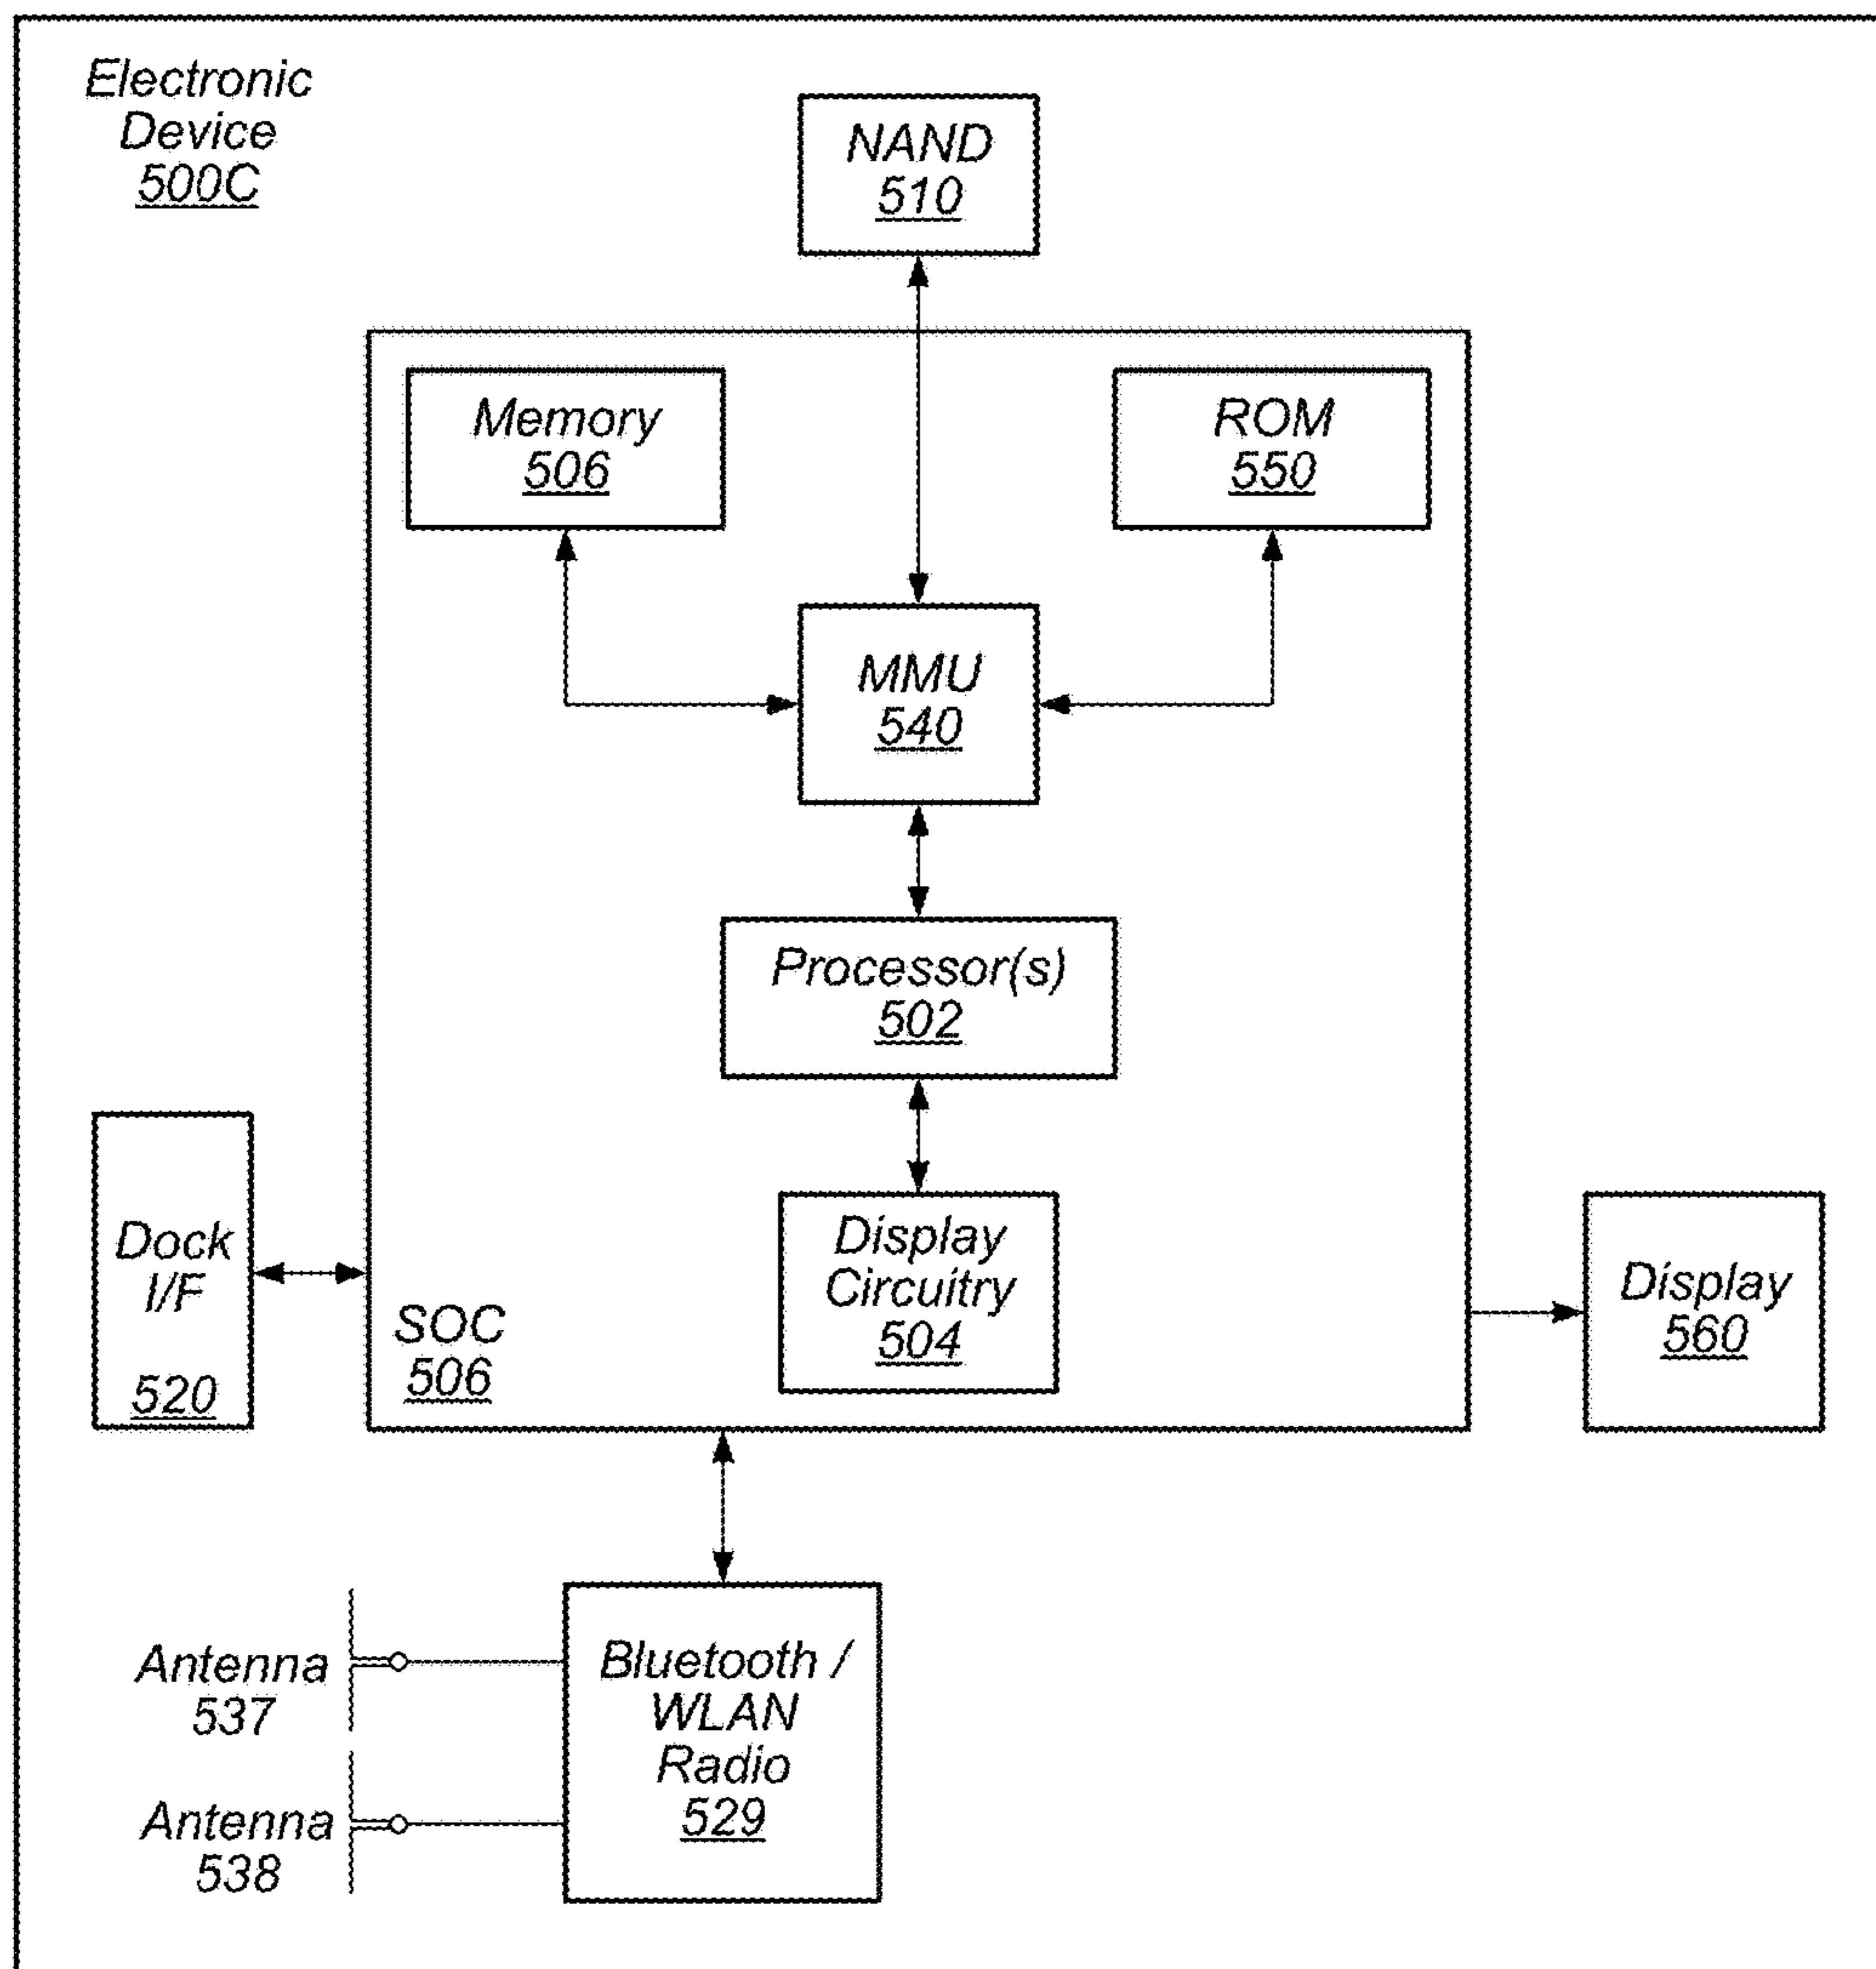 Electronic
Device
500C
NAND
510
Memory
506
ROM
550
MMU
540
Processor(s)
502
Display
Circuitry
504
SOC
506
Dock
I/F
520
Display
560
Bluetooth /
WLAN
Radio
529
Antenna
537
Antenna
538